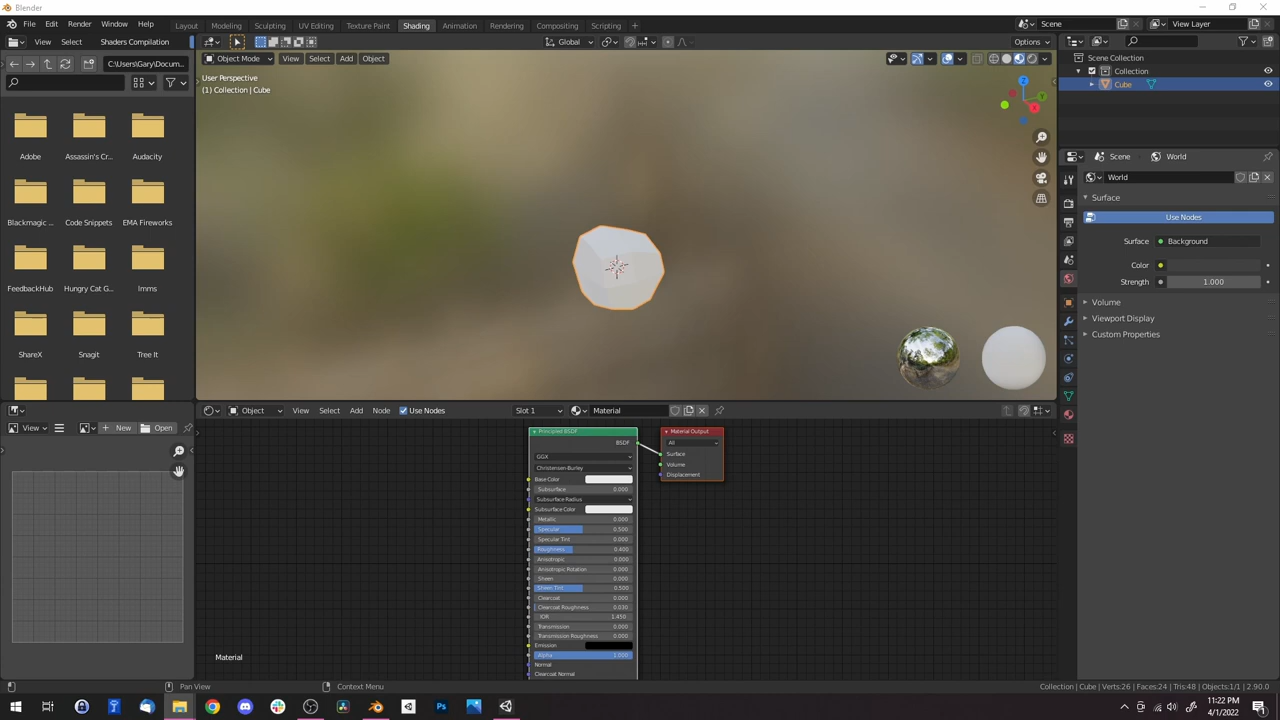 Blender
File Edit Render Window Help Layout Modeling Sculpting UV Editing Texture Paint Shading Animation Rendering Compositing Scripting + Scene View Layer
View Select Shaders Compilation Global Options
C:\Users\Gary\Docum... Object Mode View Select Add Object
User Perspective
(1) Collection | Cube
Adobe Assassin's Cr... Audacity
Blackmagic ... Code Snippets EMA Fireworks
FeedbackHub Hungry Cat G... lmms
ShareX Snagit Tree It
Z
Y
X
Scene Collection
Collection
Cube
Scene World
World
Surface
Use Nodes
Surface Background
Color
Strength 1.000
Volume
Viewport Display
Custom Properties
View New Open
Object View Select Add Node Use Nodes Slot 1 Material
Principled BSDF
BSDF
GGX
Christensen-Burley
Base Color
Subsurface 0.000
Subsurface Radius
Subsurface Color
Metallic 0.000
Specular 0.500
Specular Tint 0.000
Roughness 0.400
Anisotropic 0.000
Anisotropic Rotation 0.000
Sheen 0.000
Sheen Tint 0.500
Clearcoat 0.000
Clearcoat Roughness 0.030
IOR 1.450
Transmission 0.000
Transmission Roughness 0.000
Emission
Alpha 1.000
Normal
Clearcoat Normal
Material Output
All
Surface
Volume
Displacement
Material
Pan View Context Menu Collection | Cube | Verts:26 | Faces:24 | Tris:48 | Objects:1/1 | 2.90.0
11:22 PM
4/1/2022